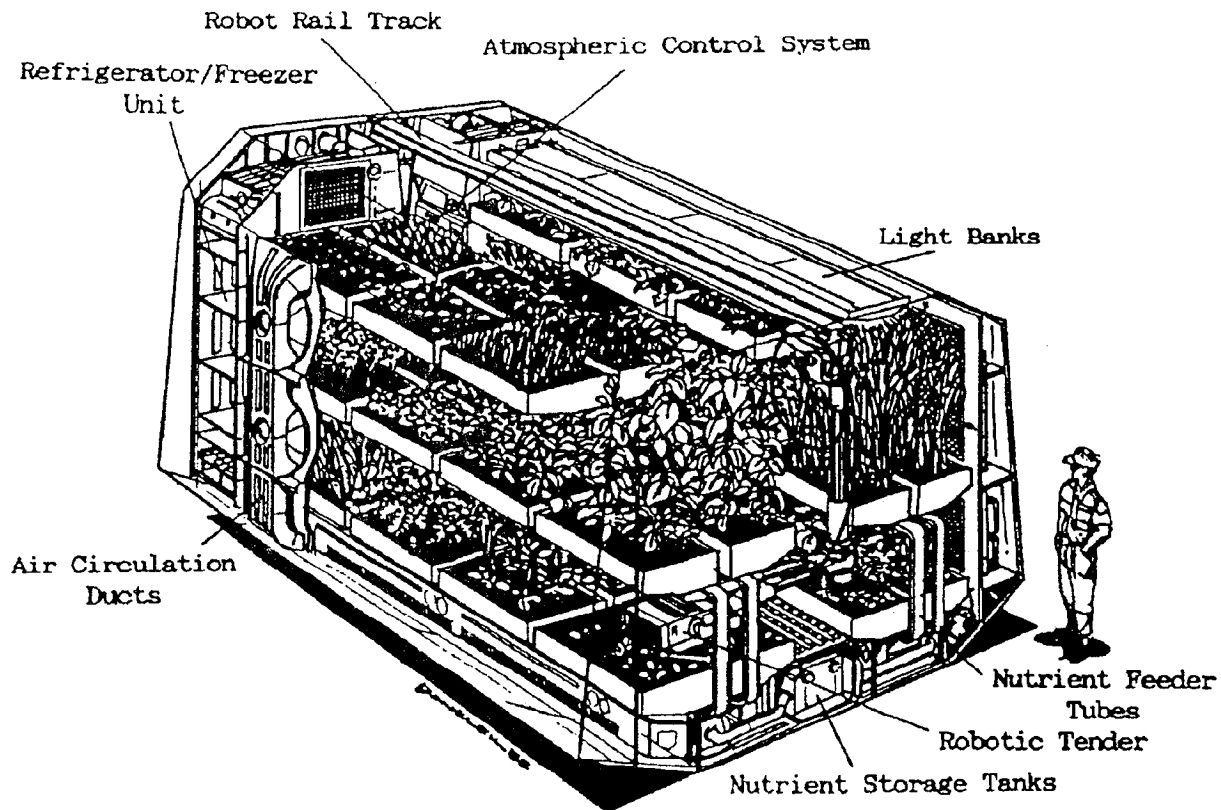 Robot Rail Track
Atmospheric Control System
Refrigerator/Freezer
Unit
Light Banks
Air Circulation
Ducts
Nutrient Feeder
Tubes
Robotic Tender
Nutrient Storage Tanks